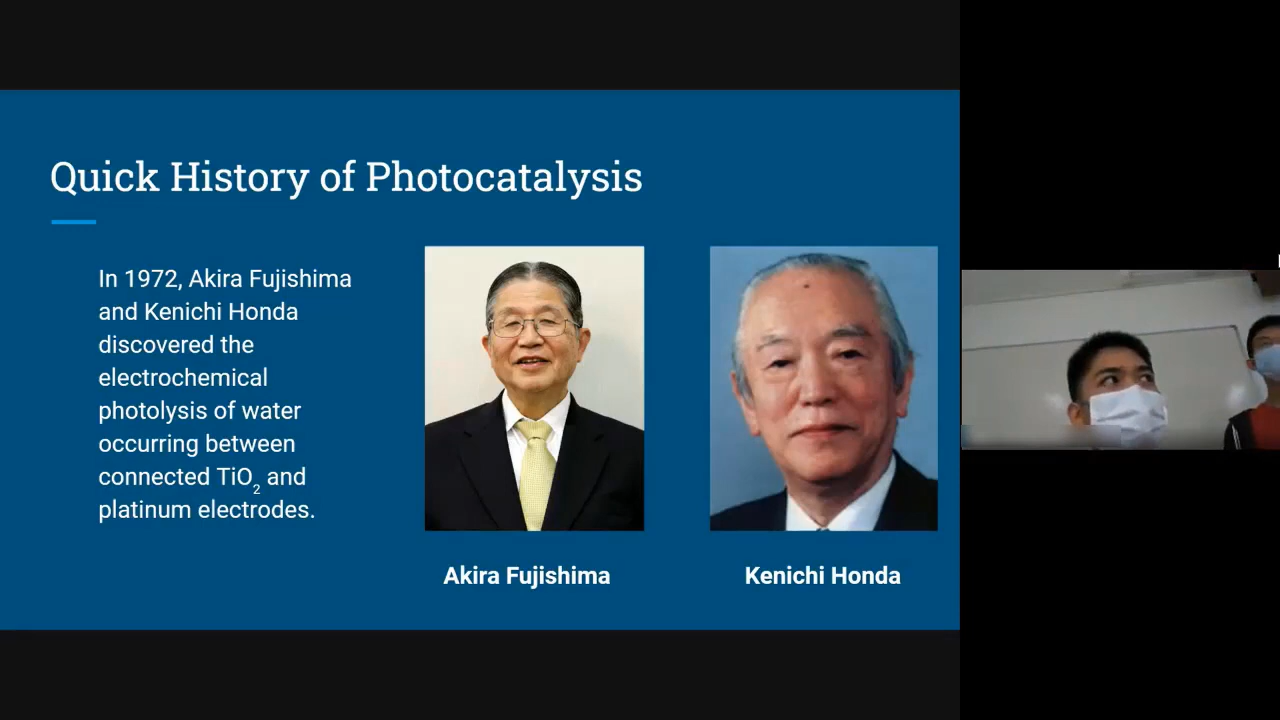 Quick History of Photocatalysis
In 1972, Akira Fujishima
and Kenichi Honda
discovered the
electrochemical
photolysis of water
occurring between
connected TiO₂ and
platinum electrodes.
Akira Fujishima
Kenichi Honda